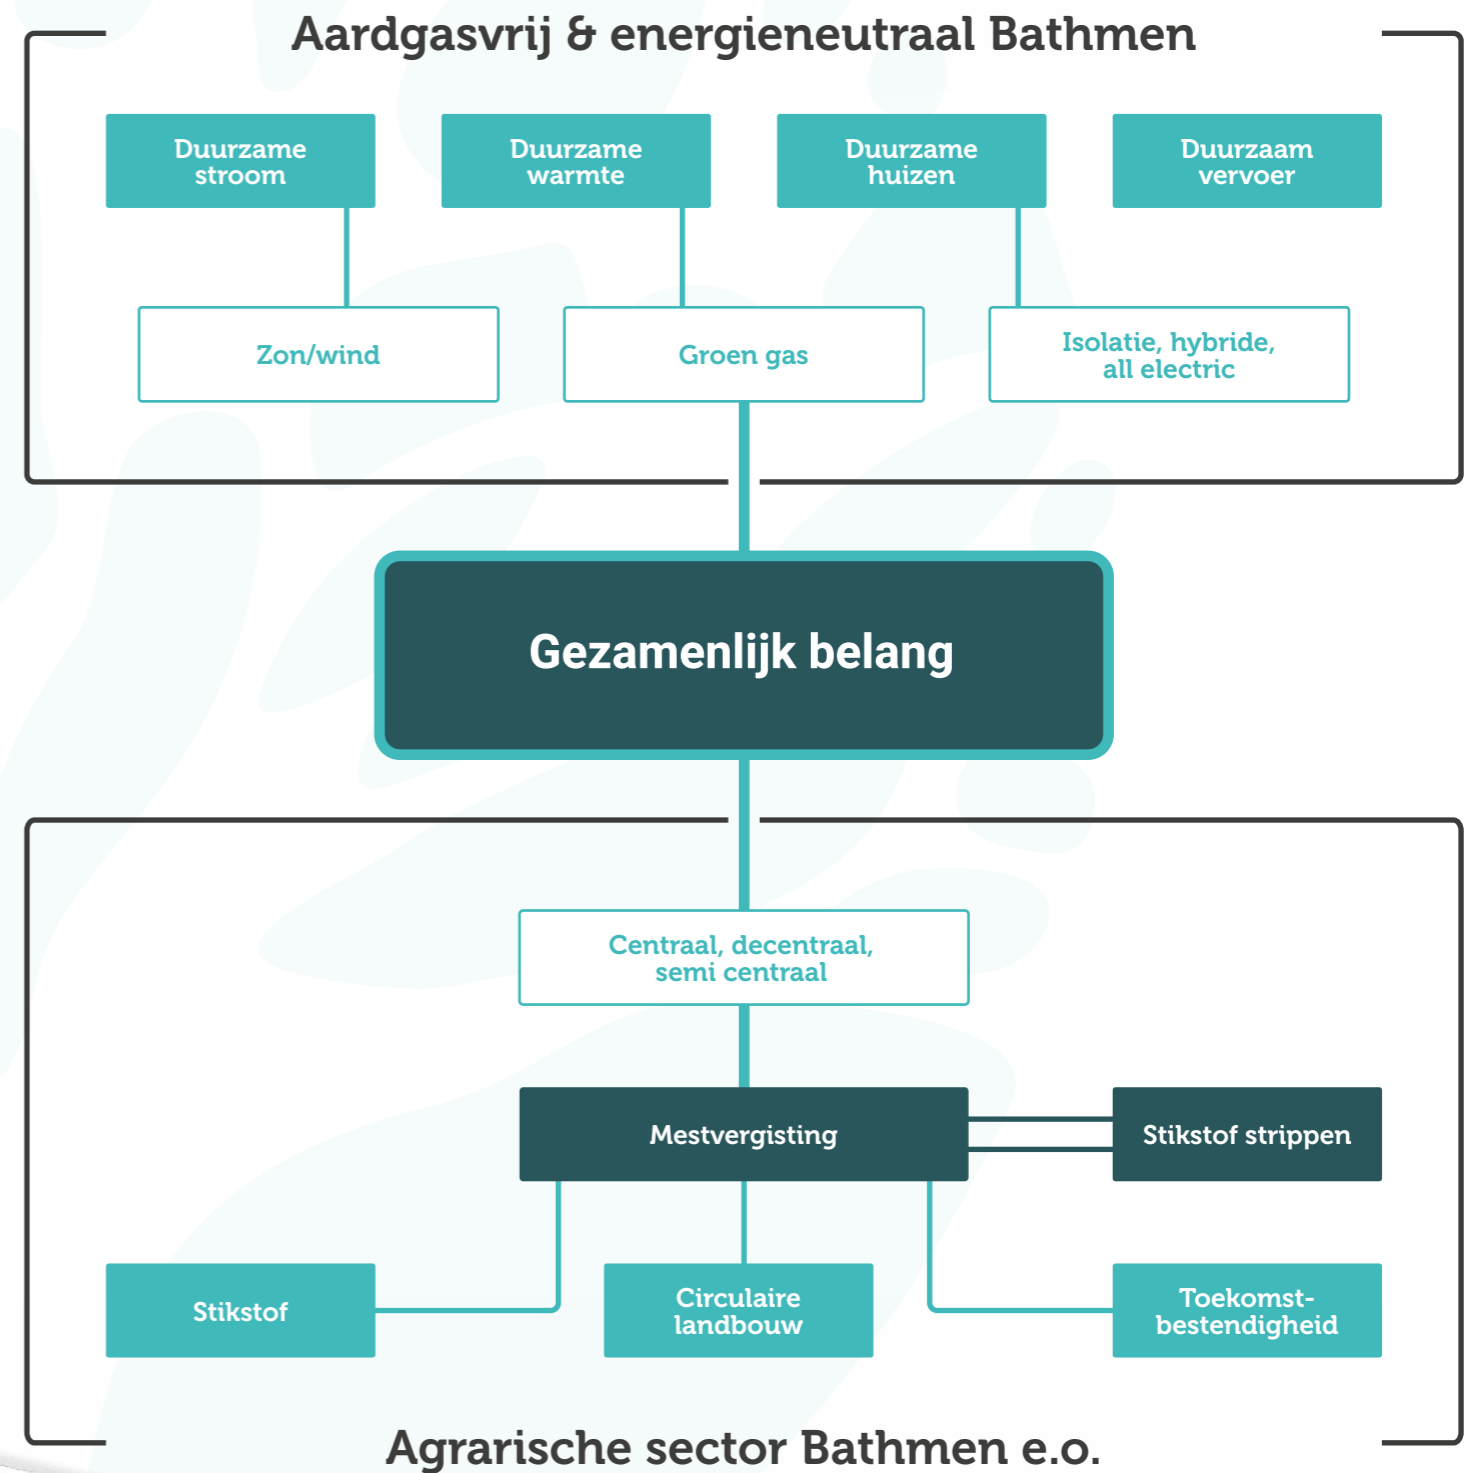 Aardgasvrij & energieneutraal Bathmen
Duurzame
stroom
Duurzame
warmte
Duurzame
huizen
Duurzaam
vervoer
Zon/wind
Groen gas
Isolatie, hybride,
all electric
Gezamenlijk belang
Centraal, decentraal,
semi centraal
Mestvergisting
Stikstof strippen
Stikstof
Circulaire
landbouw
Toekomst-
bestendigheid
Agrarische sector Bathmen e.o.